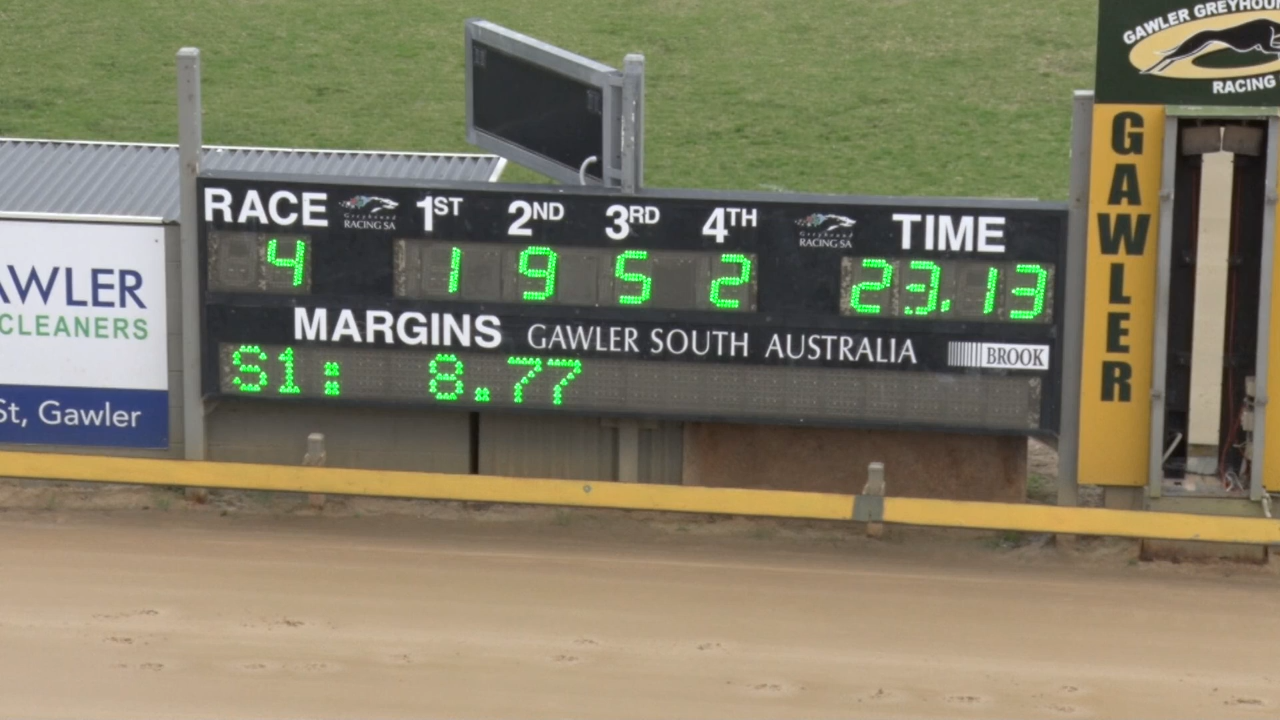 GAWLER GREYHOU
RACING
GAWLER
RACE 1ST 2ND 3RD 4TH TIME
Greyhound
RACING SA
Greyhound
RACING SA
4 1 9 5 2 23.13
MARGINS GAWLER SOUTH AUSTRALIA BROOK
S1: 8.77
AWLER
CLEANERS
St, Gawler